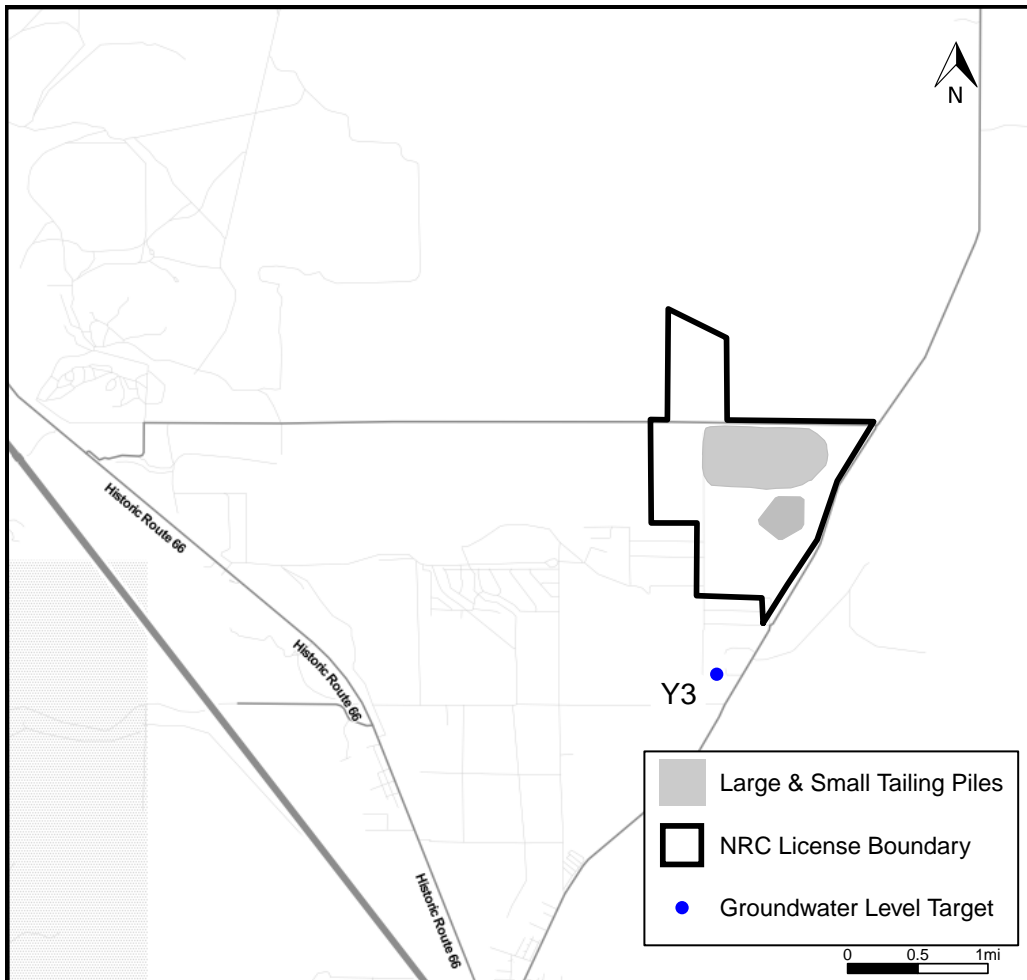 N
Historic Route 66
Historic Route 66
Y3
Large & Small Tailing Piles
NRC License Boundary
Groundwater Level Target
Historic Route 66
0 0.5 1mi